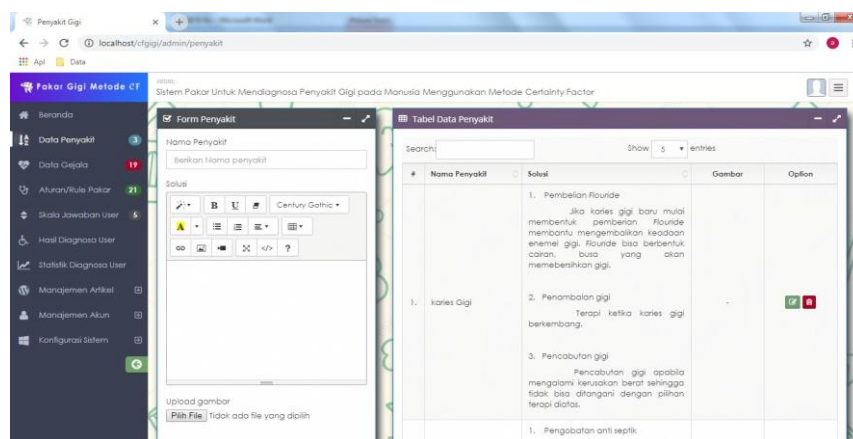 Penyakit Gigi
localhost/cfgigi/admin/penyakit
Apl Data
Pakar Gigi Metode CF
Sistem Pakar Untuk Mendiagnosa Penyakit Gigi pada Manusia Menggunakan Metode Certainty Factor
Beranda
Data Penyakit 3
Data Gejala 19
Aturan/Rule Pakar 21
Skala Jawaban User 5
Hasil Diagnosa User
Statistik Diagnosa User
Manajemen Artikel
Manajemen Akun
Konfigurasi Sistem
Form Penyakit
Nama Penyakit
Berikan Nama penyakit
Solusi
B U Century Gothic
A
Upload gambar
Pilih File Tidak ada file yang dipilih
Tabel Data Penyakit
Search: Show 5 entries
# Nama Penyakit Solusi Gambar Option
1. karies Gigi -
1. Pembelian Flouride
Jika karies gigi baru mulai
membentuk pemberian Flouride
membantu mengembalikan keadaan
enemel gigi. Flouride bisa berbentuk
cairan, busa yang akan
memebersihkan gigi.
2. Penambalan gigi
Terapi ketika karies gigi
berkembang.
3. Pencabutan gigi
Pencabutan gigi apabila
mengalami kerusakan berat sehingga
tidak bisa ditangani dengan pilihan
terapi diatas.
1. Pengobatan anti septik